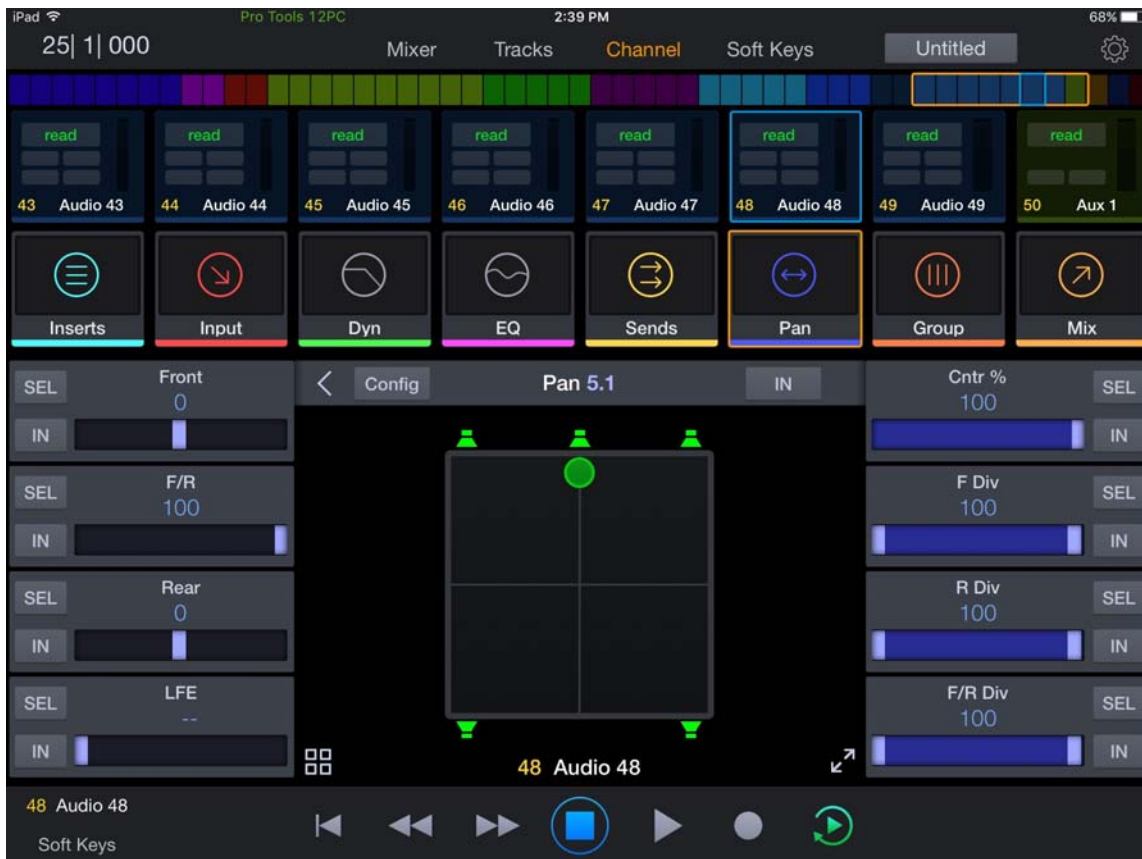 iPad Pro Tools 12PC 2:39 PM 68%
25| 1| 000 Mixer Tracks Channel Soft Keys Untitled
read read read read read read read read
43 Audio 43 44 Audio 44 45 Audio 45 46 Audio 46 47 Audio 47 48 Audio 48 49 Audio 49 50 Aux 1
Inserts Input Dyn EQ Sends Pan Group Mix
SEL Front Config Pan 5.1 IN Cntr % SEL
0 100
IN IN
SEL F/R F Div SEL
100 100
IN IN
SEL Rear R Div SEL
0 100
IN IN
SEL LFE F/R Div SEL
-- 100
IN 48 Audio 48 IN
48 Audio 48
Soft Keys